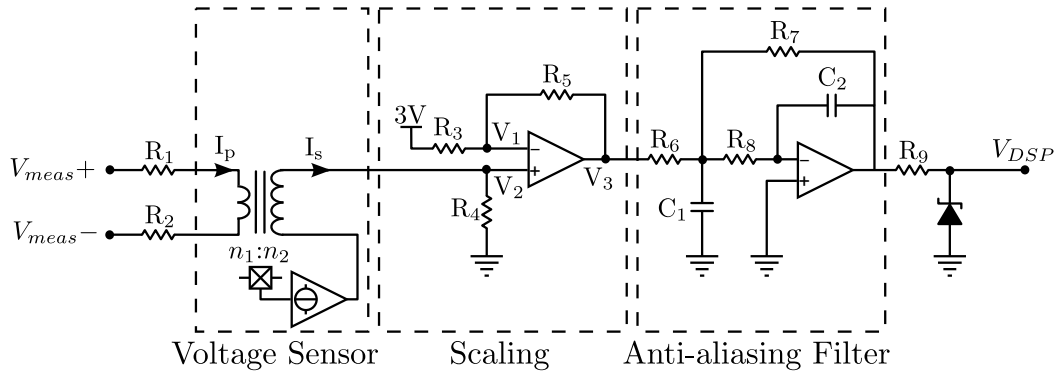 R₇
C₂
R₅
3V
R₃
V₁
R₆
R₈
R₉
V_DSP
V_meas+
R₁
I_p
I_s
V₂
V₃
R₄
C₁
V_meas−
R₂
n₁:n₂
Voltage Sensor
Scaling
Anti-aliasing Filter